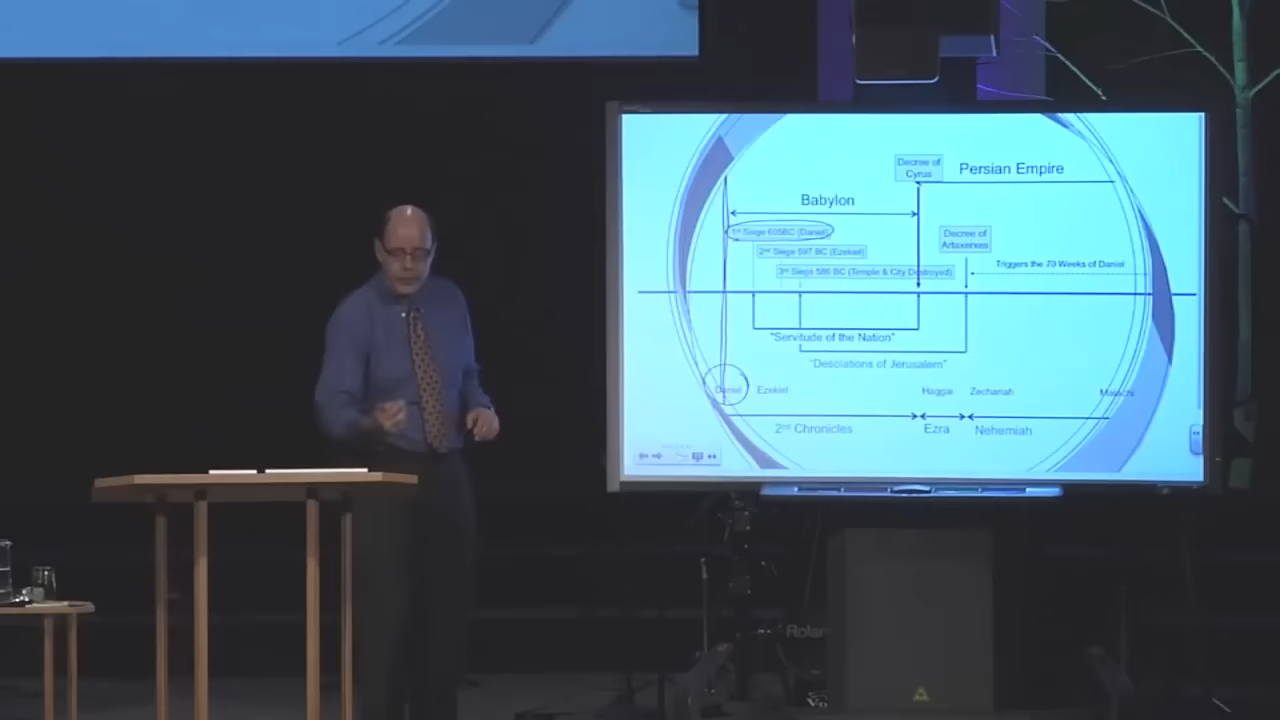 Decree of
Cyrus
Persian Empire
Babylon
1st Siege 605BC (Daniel)
Decree of
Artaxerxes
2nd Siege 597 BC (Ezekiel)
Triggers the 70 Weeks of Daniel
3rd Siege 586 BC (Temple & City Destroyed)
"Servitude of the Nation"
"Desolations of Jerusalem"
Daniel Ezekiel Haggai Zechariah Malachi
2nd Chronicles Ezra Nehemiah
Roland